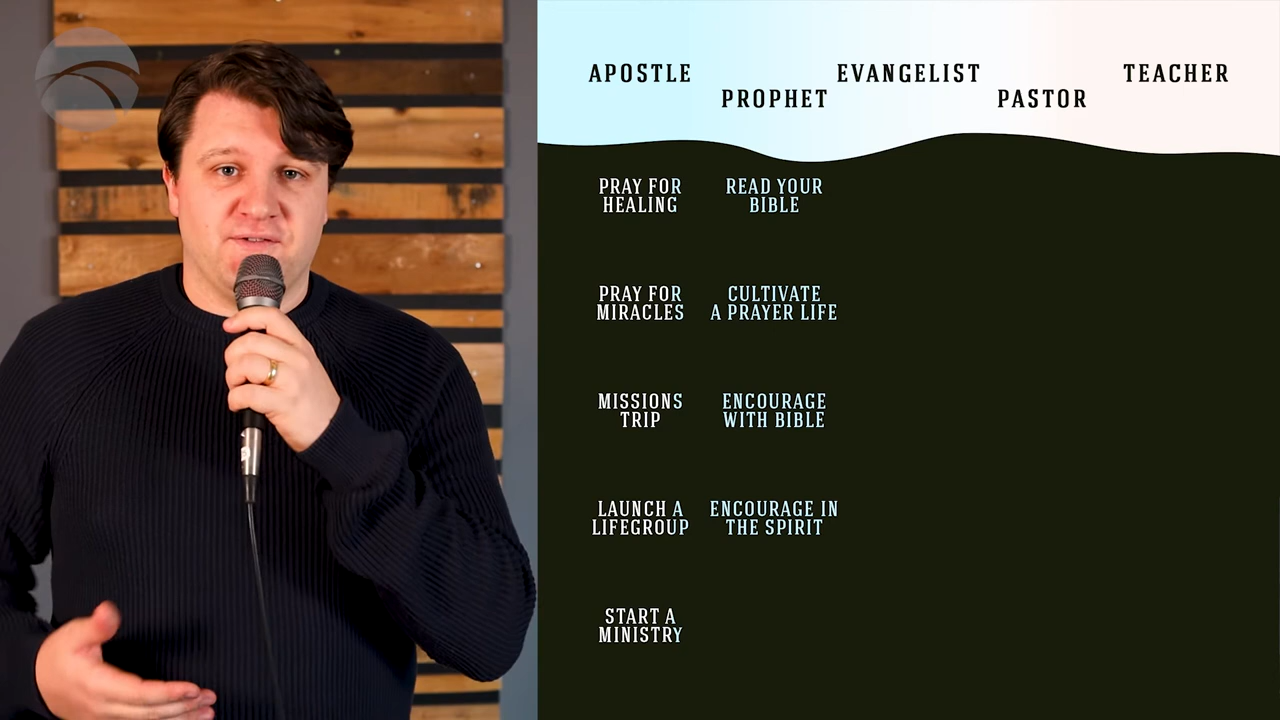 APOSTLE
PROPHET
EVANGELIST
PASTOR
TEACHER
PRAY FOR
HEALING
READ YOUR
BIBLE
PRAY FOR
MIRACLES
CULTIVATE
A PRAYER LIFE
MISSIONS
TRIP
ENCOURAGE
WITH BIBLE
LAUNCH A
LIFEGROUP
ENCOURAGE IN
THE SPIRIT
START A
MINISTRY